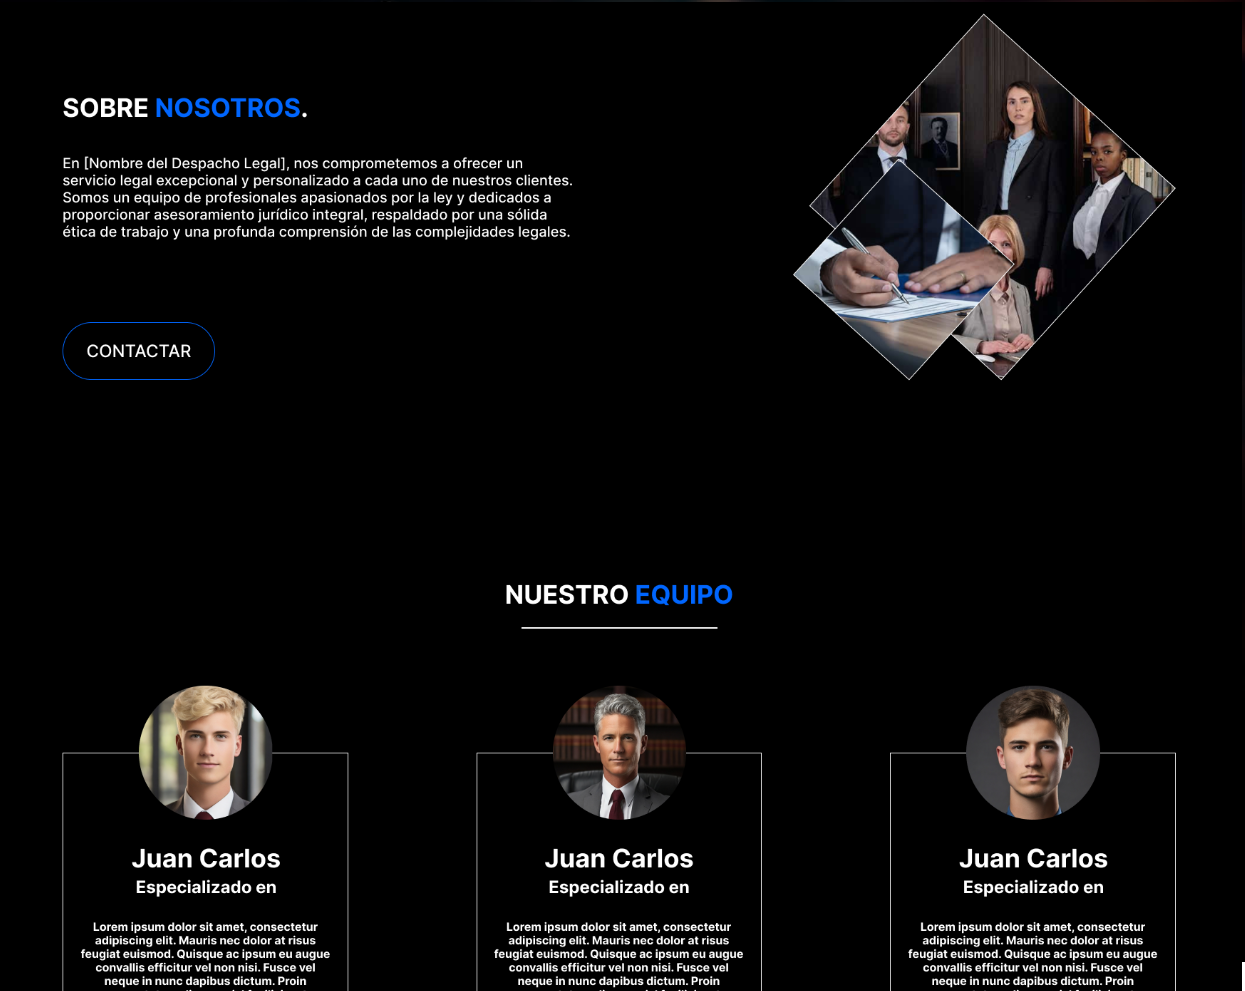 SOBRE NOSOTROS.
En [Nombre del Despacho Legal], nos comprometemos a ofrecer un
servicio legal excepcional y personalizado a cada uno de nuestros clientes.
Somos un equipo de profesionales apasionados por la ley y dedicados a
proporcionar asesoramiento jurídico integral, respaldado por una sólida
ética de trabajo y una profunda comprensión de las complejidades legales.
CONTACTAR
NUESTRO EQUIPO
Juan Carlos
Especializado en
Lorem ipsum dolor sit amet, consectetur
adipiscing elit. Mauris nec dolor at risus
feugiat euismod. Quisque ac ipsum eu augue
convallis efficitur vel non nisi. Fusce vel
neque in nunc dapibus dictum. Proin
Juan Carlos
Especializado en
Lorem ipsum dolor sit amet, consectetur
adipiscing elit. Mauris nec dolor at risus
feugiat euismod. Quisque ac ipsum eu augue
convallis efficitur vel non nisi. Fusce vel
neque in nunc dapibus dictum. Proin
Juan Carlos
Especializado en
Lorem ipsum dolor sit amet, consectetur
adipiscing elit. Mauris nec dolor at risus
feugiat euismod. Quisque ac ipsum eu augue
convallis efficitur vel non nisi. Fusce vel
neque in nunc dapibus dictum. Proin